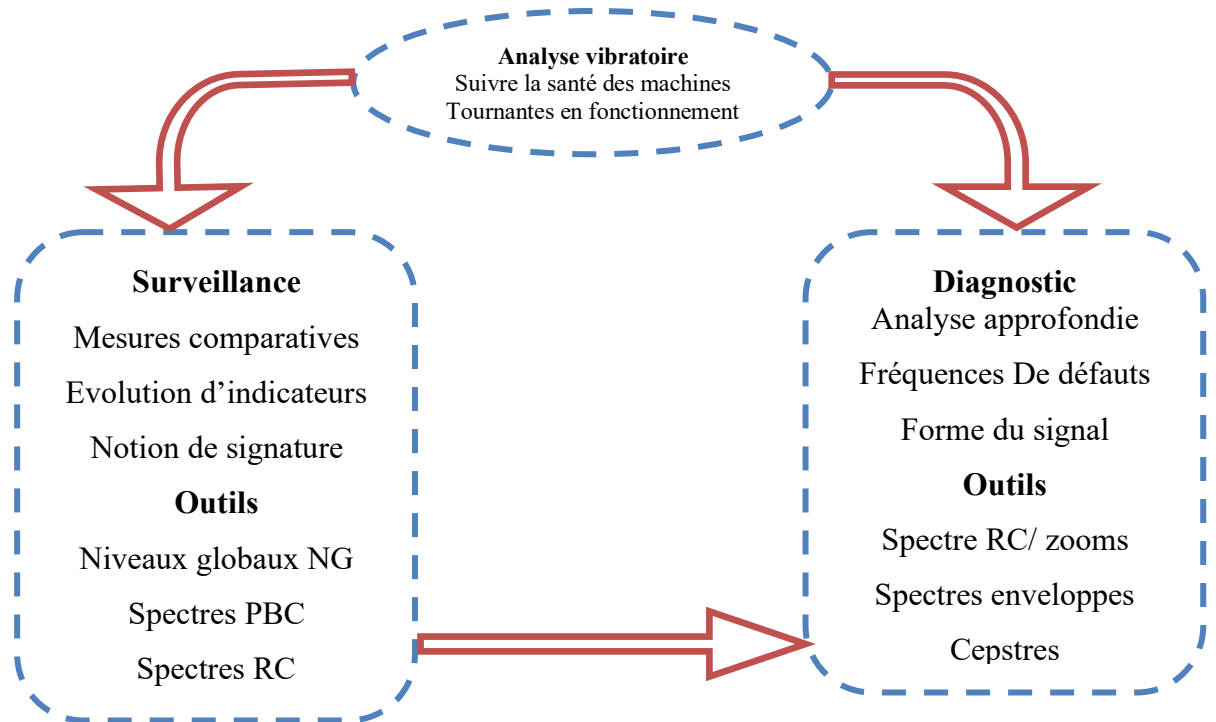 Analyse vibratoire
Suivre la santé des machines
Tournantes en fonctionnement
Surveillance
Mesures comparatives
Evolution d’indicateurs
Notion de signature
Outils
Niveaux globaux NG
Spectres PBC
Spectres RC
Diagnostic
Analyse approfondie
Fréquences De défauts
Forme du signal
Outils
Spectre RC/ zooms
Spectres enveloppes
Cepstres